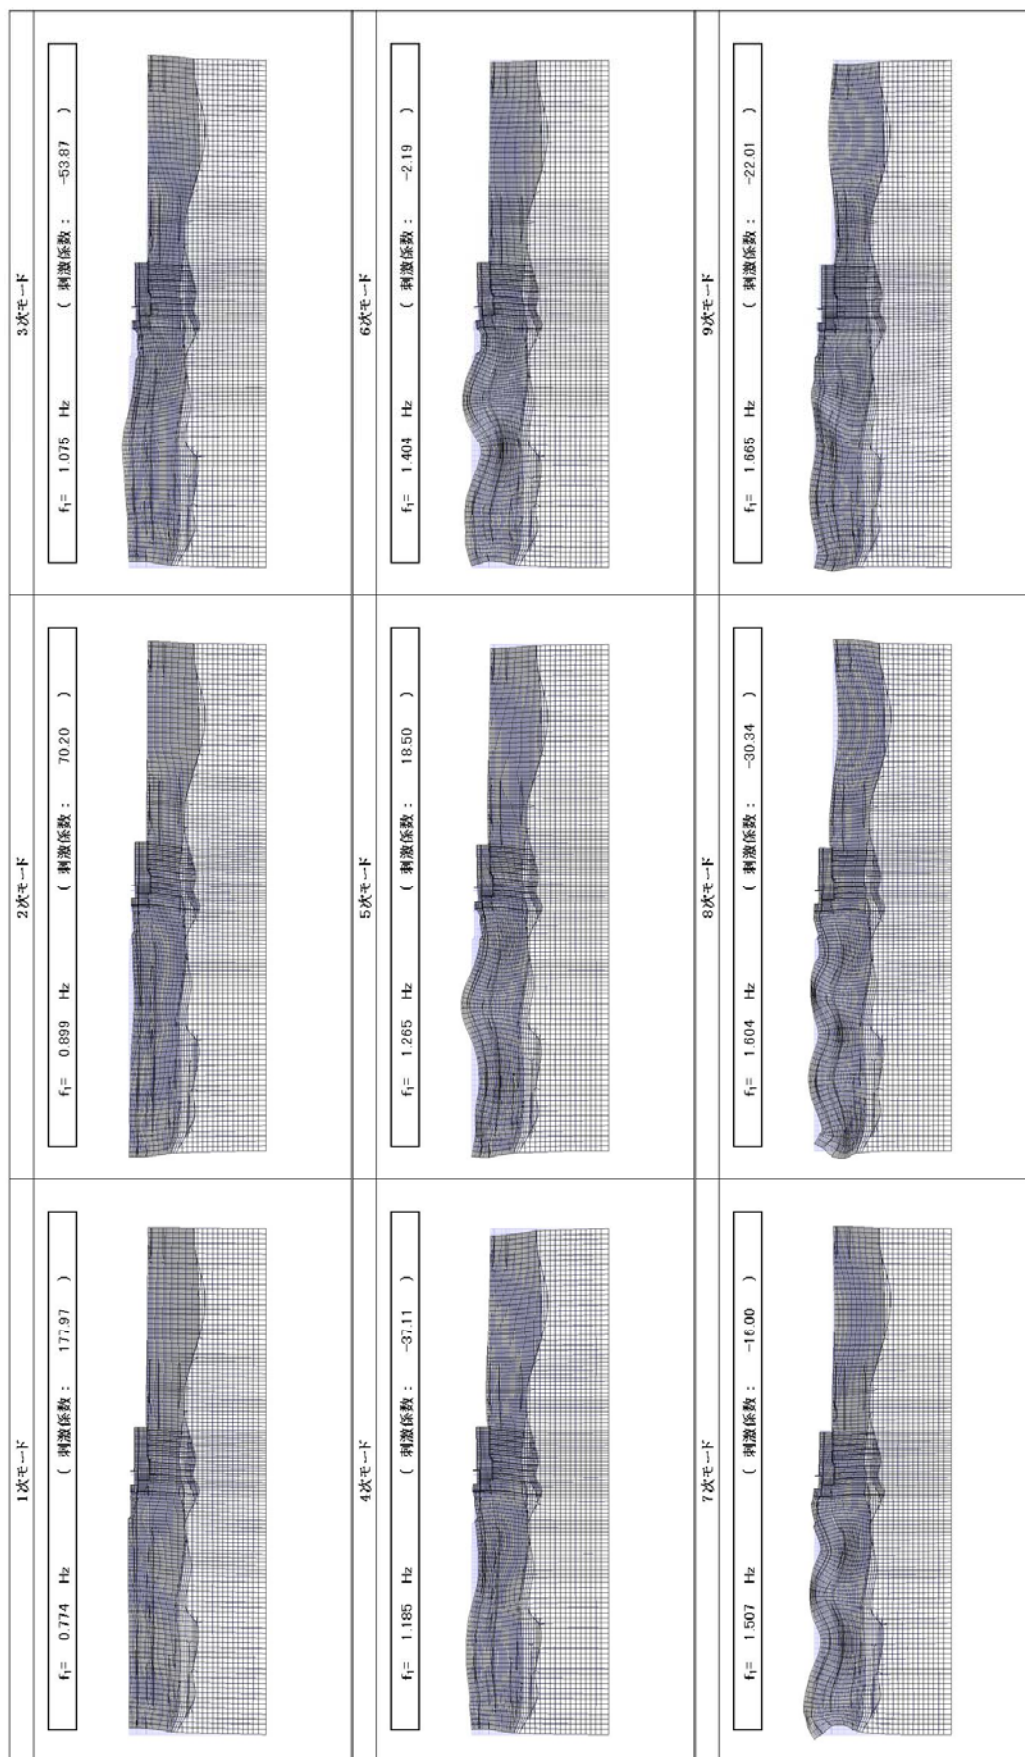 1次モード
f₁= 0.774 Hz ( 刺激係数: 177.97 )
2次モード
f₁= 0.899 Hz ( 刺激係数: 70.20 )
3次モード
f₁= 1.075 Hz ( 刺激係数: -53.87 )
4次モード
f₁= 1.185 Hz ( 刺激係数: -37.11 )
5次モード
f₁= 1.265 Hz ( 刺激係数: 18.50 )
6次モード
f₁= 1.404 Hz ( 刺激係数: -2.19 )
7次モード
f₁= 1.507 Hz ( 刺激係数: -16.00 )
8次モード
f₁= 1.604 Hz ( 刺激係数: -30.34 )
9次モード
f₁= 1.665 Hz ( 刺激係数: -22.01 )